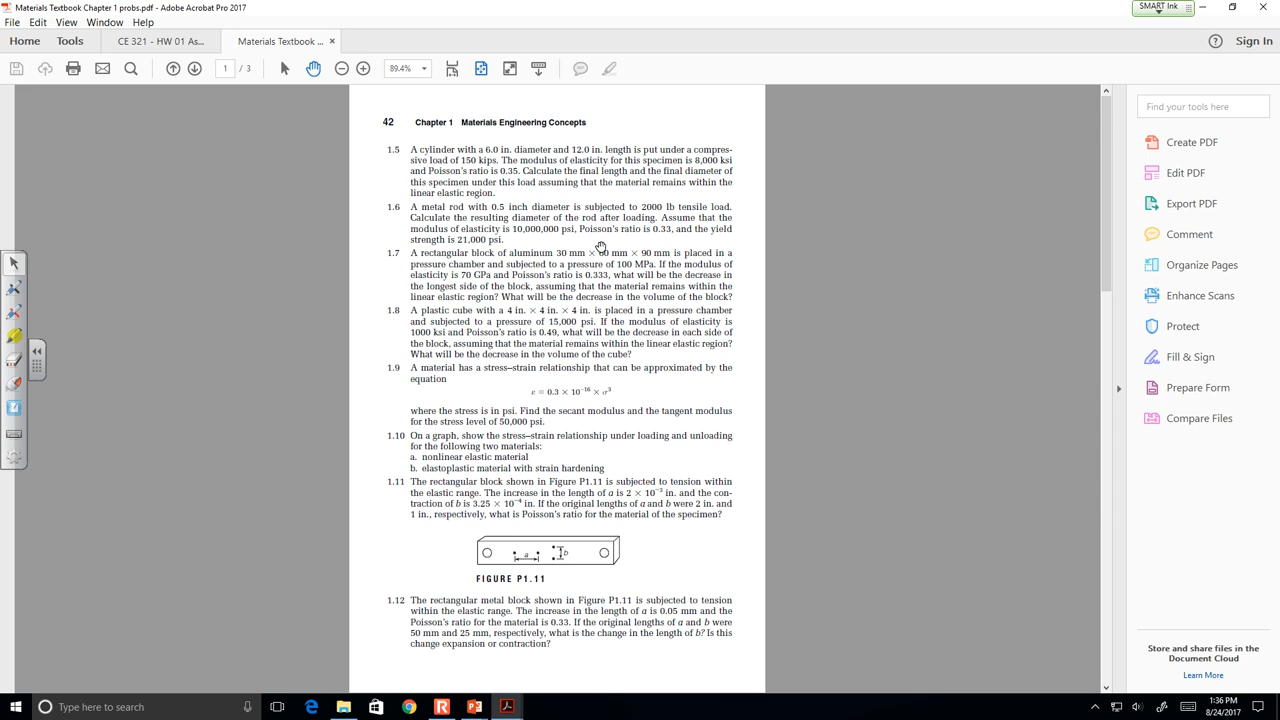 Materials Textbook Chapter 1 probs.pdf - Adobe Acrobat Pro 2017
SMART Ink
File Edit View Window Help
Home Tools CE 321 - HW 01 As... Materials Textbook ... × Sign In
1 / 3 89.4%
42 Chapter 1 Materials Engineering Concepts
1.5 A cylinder with a 6.0 in. diameter and 12.0 in. length is put under a compres-
sive load of 150 kips. The modulus of elasticity for this specimen is 8,000 ksi
and Poisson's ratio is 0.35. Calculate the final length and the final diameter of
this specimen under this load assuming that the material remains within the
linear elastic region.
1.6 A metal rod with 0.5 inch diameter is subjected to 2000 lb tensile load.
Calculate the resulting diameter of the rod after loading. Assume that the
modulus of elasticity is 10,000,000 psi, Poisson's ratio is 0.33, and the yield
strength is 21,000 psi.
1.7 A rectangular block of aluminum 30 mm × mm × 90 mm is placed in a
pressure chamber and subjected to a pressure of 100 MPa. If the modulus of
elasticity is 70 GPa and Poisson's ratio is 0.333, what will be the decrease in
the longest side of the block, assuming that the material remains within the
linear elastic region? What will be the decrease in the volume of the block?
1.8 A plastic cube with a 4 in. × 4 in. × 4 in. is placed in a pressure chamber
and subjected to a pressure of 15,000 psi. If the modulus of elasticity is
1000 ksi and Poisson's ratio is 0.49, what will be the decrease in each side of
the block, assuming that the material remains within the linear elastic region?
What will be the decrease in the volume of the cube?
1.9 A material has a stress–strain relationship that can be approximated by the
equation
ε = 0.3 × 10⁻¹⁶ × σ³
where the stress is in psi. Find the secant modulus and the tangent modulus
for the stress level of 50,000 psi.
1.10 On a graph, show the stress–strain relationship under loading and unloading
for the following two materials:
a. nonlinear elastic material
b. elastoplastic material with strain hardening
1.11 The rectangular block shown in Figure P1.11 is subjected to tension within
the elastic range. The increase in the length of a is 2 × 10⁻³ in. and the con-
traction of b is 3.25 × 10⁻⁴ in. If the original lengths of a and b were 2 in. and
1 in., respectively, what is Poisson's ratio for the material of the specimen?
a b
FIGURE P1.11
1.12 The rectangular metal block shown in Figure P1.11 is subjected to tension
within the elastic range. The increase in the length of a is 0.05 mm and the
Poisson's ratio for the material is 0.33. If the original lengths of a and b were
50 mm and 25 mm, respectively, what is the change in the length of b? Is this
change expansion or contraction?
Find your tools here
Create PDF
Edit PDF
Export PDF
Comment
Organize Pages
Enhance Scans
Protect
Fill & Sign
Prepare Form
Compare Files
Store and share files in the
Document Cloud
Learn More
Type here to search
1:36 PM
8/24/2017